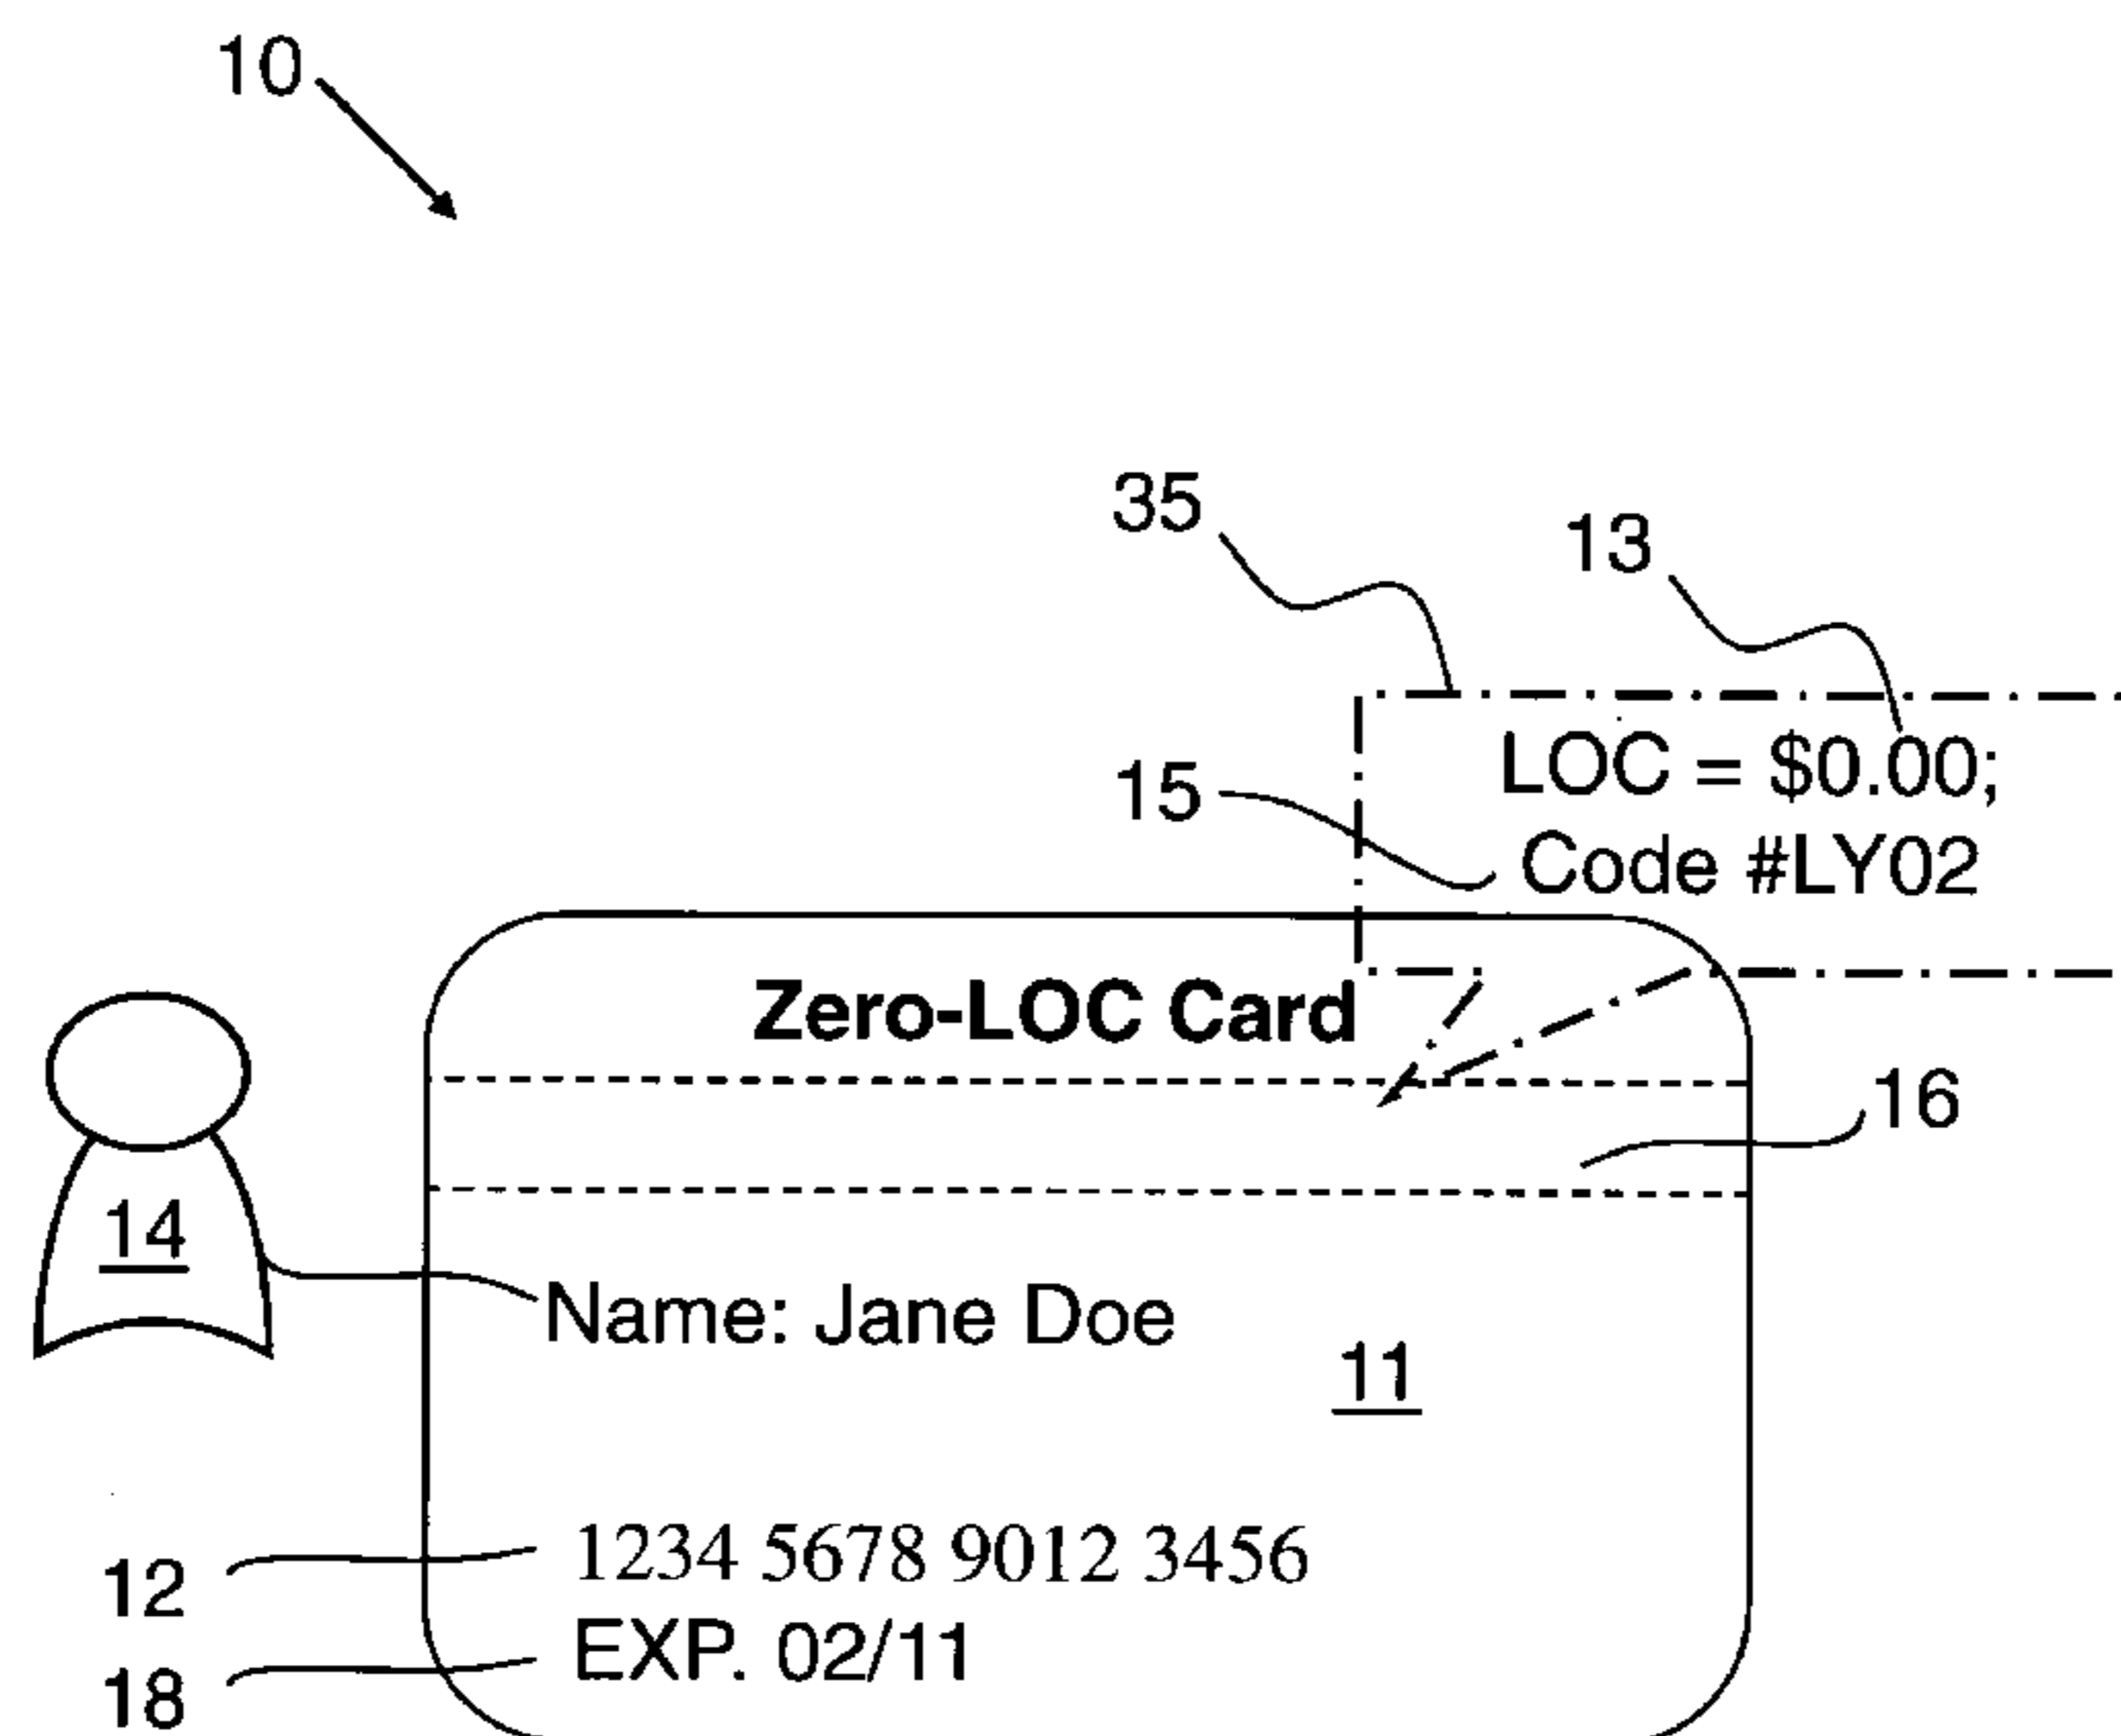 10
35
13
LOC = $0.00;
15
Code #LY02
Zero-LOC Card
16
14
Name: Jane Doe
11
1234 5678 9012 3456
12
EXP. 02/11
18